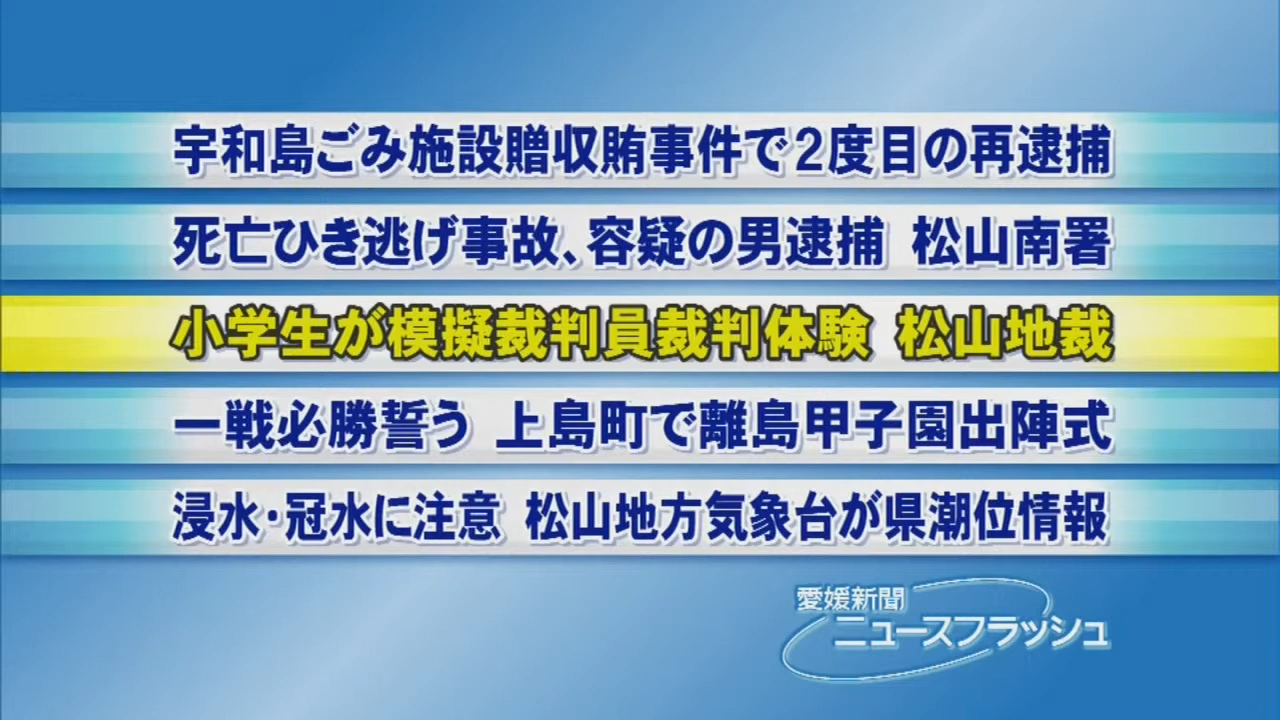 宇和島ごみ施設贈収賄事件で2度目の再逮捕
死亡ひき逃げ事故、容疑の男逮捕 松山南署
小学生が模擬裁判員裁判体験 松山地裁
一戦必勝誓う 上島町で離島甲子園出陣式
浸水・冠水に注意 松山地方気象台が県潮位情報
愛媛新聞
ニュースフラッシュ